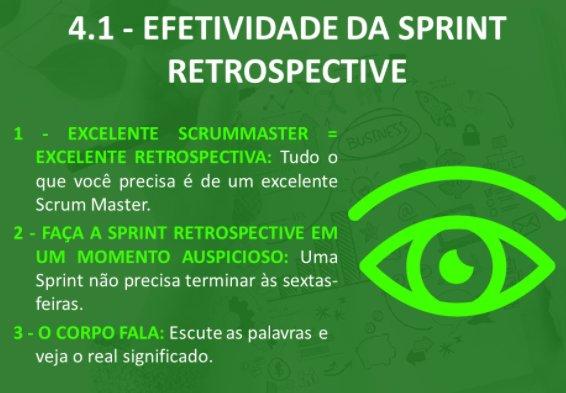 4.1 - EFETIVIDADE DA SPRINT
RETROSPECTIVE
1 - EXCELENTE SCRUMMASTER =
EXCELENTE RETROSPECTIVA: Tudo o
que você precisa é de um excelente
Scrum Master.
2 - FAÇA A SPRINT RETROSPECTIVE EM
UM MOMENTO AUSPICIOSO: Uma
Sprint não precisa terminar às sextas-
feiras.
3 - O CORPO FALA: Escute as palavras e
veja o real significado.
BUSINESS